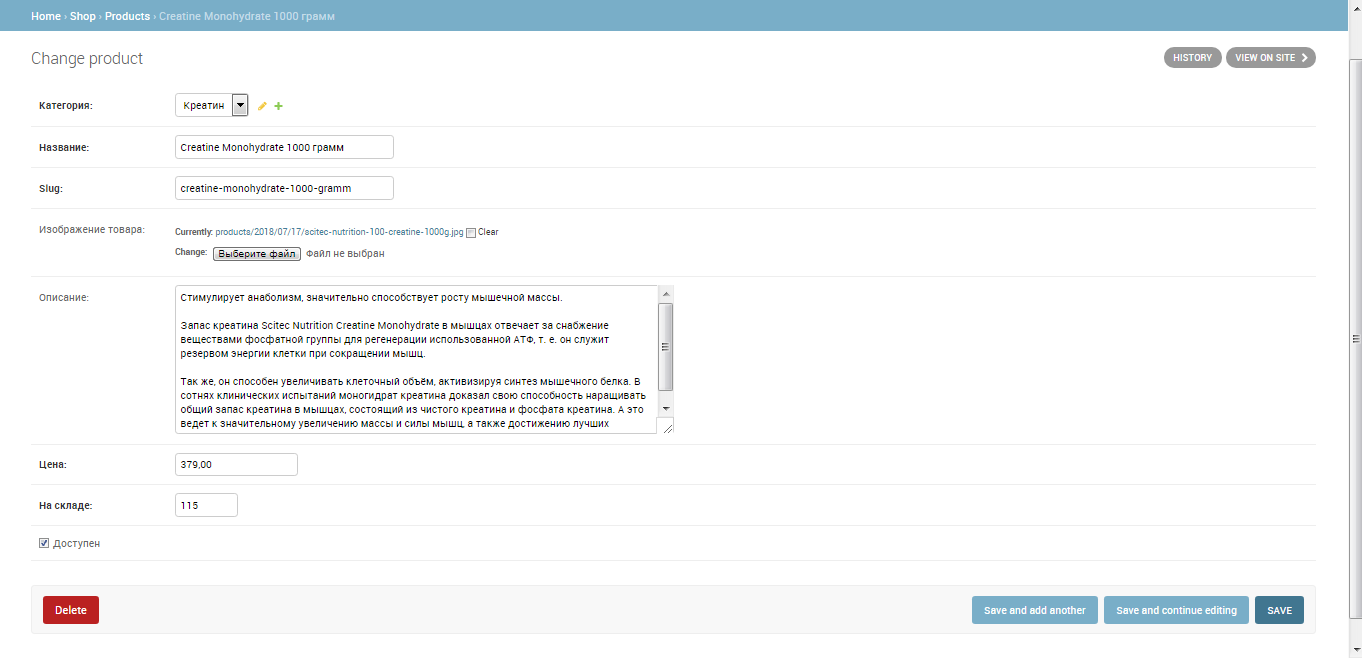 Home › Shop › Products › Creatine Monohydrate 1000 грамм
Change product
HISTORY
VIEW ON SITE
Категория:
Креатин
Название:
Creatine Monohydrate 1000 грамм
Slug:
creatine-monohydrate-1000-gramm
Изображение товара:
Currently: products/2018/07/17/scitec-nutrition-100-creatine-1000g.jpg Clear
Change: Выберите файл Файл не выбран
Описание:
Стимулирует анаболизм, значительно способствует росту мышечной массы.
Запас креатина Scitec Nutrition Creatine Monohydrate в мышцах отвечает за снабжение
веществами фосфатной группы для регенерации использованной АТФ, т. е. он служит
резервом энергии клетки при сокращении мышц.
Так же, он способен увеличивать клеточный объём, активизируя синтез мышечного белка. В
сотнях клинических испытаний моногидрат креатина доказал свою способность наращивать
общий запас креатина в мышцах, состоящий из чистого креатина и фосфата креатина. А это
ведет к значительному увеличению массы и силы мышц, а также достижению лучших
Цена:
379,00
На складе:
115
Доступен
Delete
Save and add another
Save and continue editing
SAVE